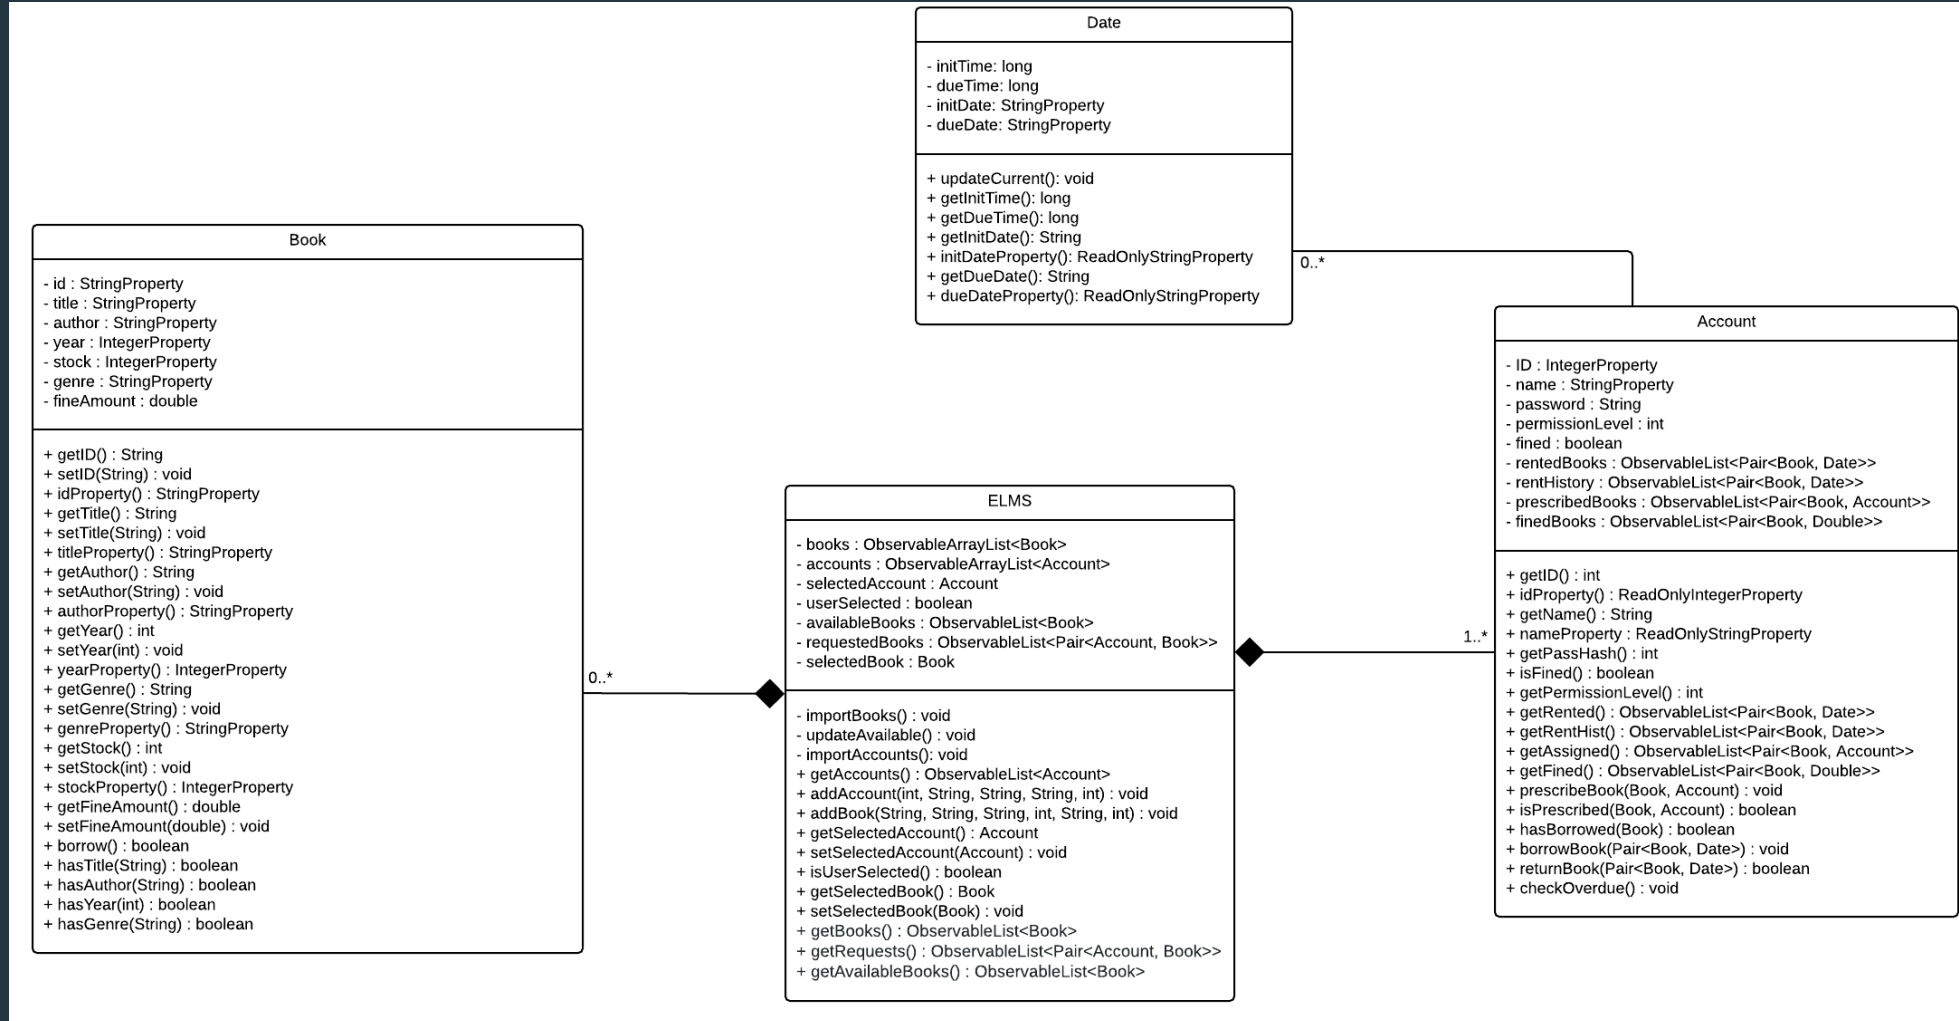 Date
- initTime: long
- dueTime: long
- initDate: StringProperty
- dueDate: StringProperty
+ updateCurrent(): void
+ getInitTime(): long
+ getDueTime(): long
+ getInitDate(): String
+ initDateProperty(): ReadOnlyStringProperty
+ getDueDate(): String
+ dueDateProperty(): ReadOnlyStringProperty
0..*
Book
- id : StringProperty
- title : StringProperty
- author : StringProperty
- year : IntegerProperty
- stock : IntegerProperty
- genre : StringProperty
- fineAmount : double
+ getID() : String
+ setID(String) : void
+ idProperty() : StringProperty
+ getTitle() : String
+ setTitle(String) : void
+ titleProperty() : StringProperty
+ getAuthor() : String
+ setAuthor(String) : void
+ authorProperty() : StringProperty
+ getYear() : int
+ setYear(int) : void
+ yearProperty() : IntegerProperty
+ getGenre() : String
+ setGenre(String) : void
+ genreProperty() : StringProperty
+ getStock() : int
+ setStock(int) : void
+ stockProperty() : IntegerProperty
+ getFineAmount() : double
+ setFineAmount(double) : void
+ borrow() : boolean
+ hasTitle(String) : boolean
+ hasAuthor(String) : boolean
+ hasYear(int) : boolean
+ hasGenre(String) : boolean
0..*
ELMS
- books : ObservableArrayList<Book>
- accounts : ObservableArrayList<Account>
- selectedAccount : Account
- userSelected : boolean
- availableBooks : ObservableList<Book>
- requestedBooks : ObservableList<Pair<Account, Book>>
- selectedBook : Book
- importBooks() : void
- updateAvailable() : void
- importAccounts(): void
+ getAccounts() : ObservableList<Account>
+ addAccount(int, String, String, String, int) : void
+ addBook(String, String, String, int, String, int) : void
+ getSelectedAccount() : Account
+ setSelectedAccount(Account) : void
+ isUserSelected() : boolean
+ getSelectedBook() : Book
+ setSelectedBook(Book) : void
+ getBooks() : ObservableList<Book>
+ getRequests() : ObservableList<Pair<Account, Book>>
+ getAvailableBooks() : ObservableList<Book>
1..*
Account
- ID : IntegerProperty
- name : StringProperty
- password : String
- permissionLevel : int
- fined : boolean
- rentedBooks : ObservableList<Pair<Book, Date>>
- rentHistory : ObservableList<Pair<Book, Date>>
- prescribedBooks : ObservableList<Pair<Book, Account>>
- finedBooks : ObservableList<Pair<Book, Double>>
+ getID() : int
+ idProperty() : ReadOnlyIntegerProperty
+ getName() : String
+ nameProperty : ReadOnlyStringProperty
+ getPassHash() : int
+ isFined() : boolean
+ getPermissionLevel() : int
+ getRented() : ObservableList<Pair<Book, Date>>
+ getRentHist() : ObservableList<Pair<Book, Date>>
+ getAssigned() : ObservableList<Pair<Book, Account>>
+ getFined() : ObservableList<Pair<Book, Double>>
+ prescribeBook(Book, Account) : void
+ isPrescribed(Book, Account) : boolean
+ hasBorrowed(Book) : boolean
+ borrowBook(Pair<Book, Date>) : void
+ returnBook(Pair<Book, Date>) : boolean
+ checkOverdue() : void